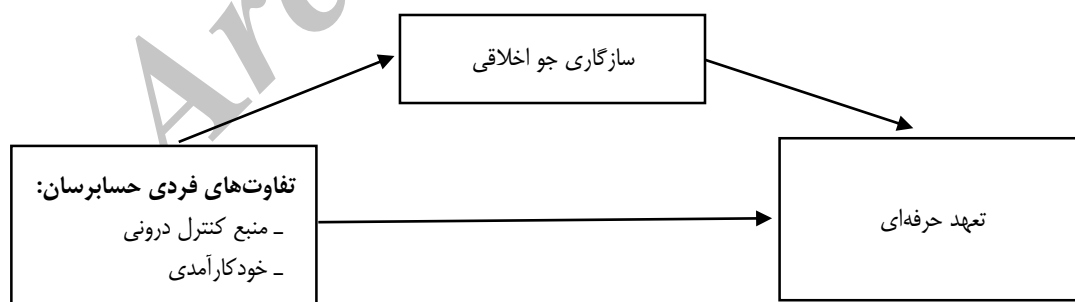 سازگاری جو اخلاقی
تفاوت‌های فردی حسابرسان:
ـ منبع کنترل درونی
ـ خودکارآمدی
تعهد حرفه‌ای